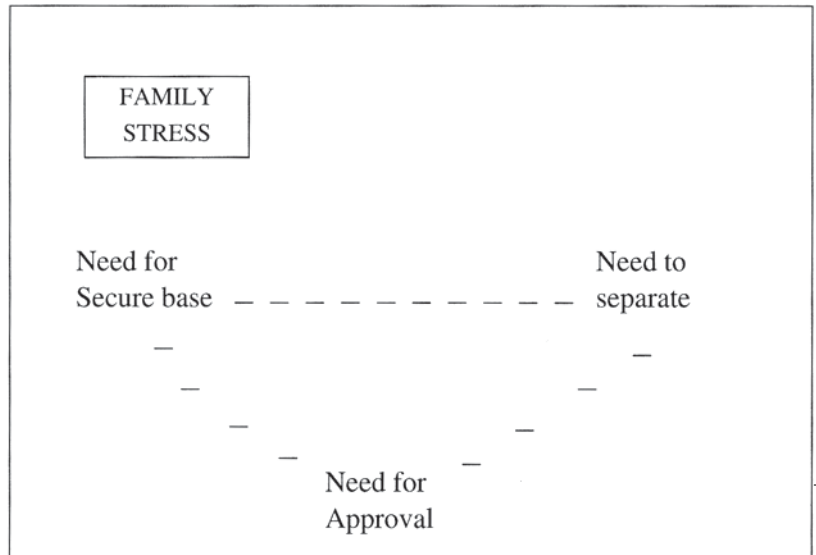 FAMILY
STRESS
Need for
Secure base
Need to
separate
Need for
Approval